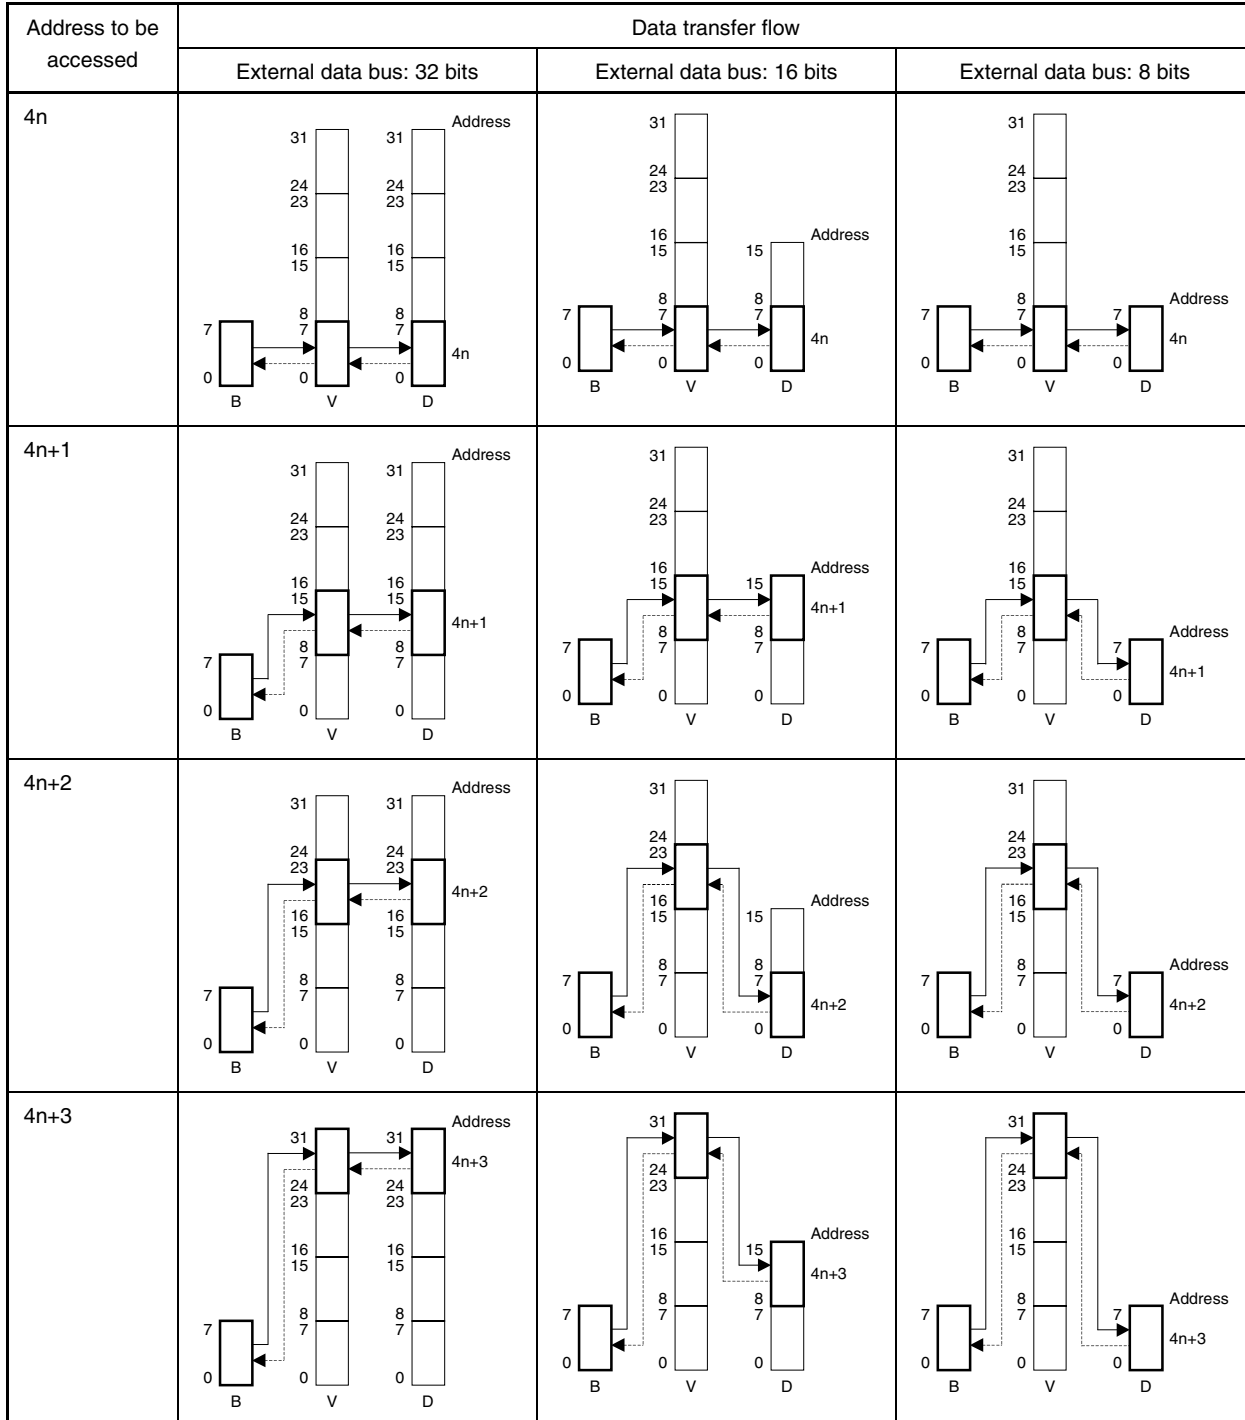 Address to be accessed
Data transfer flow
External data bus: 32 bits
External data bus: 16 bits
External data bus: 8 bits
4n
31 31 Address
24 24
23 23
16 16
15 15
8 8
7 7 7
4n
0 0 0
B V D
31
24
23
16
15 15 Address
8 8
7 7 7
4n
0 0 0
B V D
31
24
23
16
15
8
7 7 7 Address
4n
0 0 0
B V D
4n+1
31 31 Address
24 24
23 23
16 16
15 15
4n+1
8 8
7 7 7
0 0 0
B V D
31
24
23
16
15 15 Address
4n+1
8 8
7 7 7
0 0 0
B V D
31
24
23
16
15
8
7 7 Address
4n+1
0 0 0
B V D
4n+2
31 31 Address
24 24
23 23
4n+2
16 16
15 15
8 8
7 7 7
0 0 0
B V D
31
24
23
16
15 15 Address
8 8
7 7 7
4n+2
0 0 0
B V D
31
24
23
16
15
8
7 7 7 Address
4n+2
0 0 0
B V D
4n+3
31 31 Address
4n+3
24 24
23 23
16 16
15 15
8 8
7 7 7
0 0 0
B V D
31
24
23
16
15 15 Address
4n+3
8 8
7 7 7
0 0 0
B V D
31
24
23
16
15
8
7 7 7 Address
4n+3
0 0 0
B V D